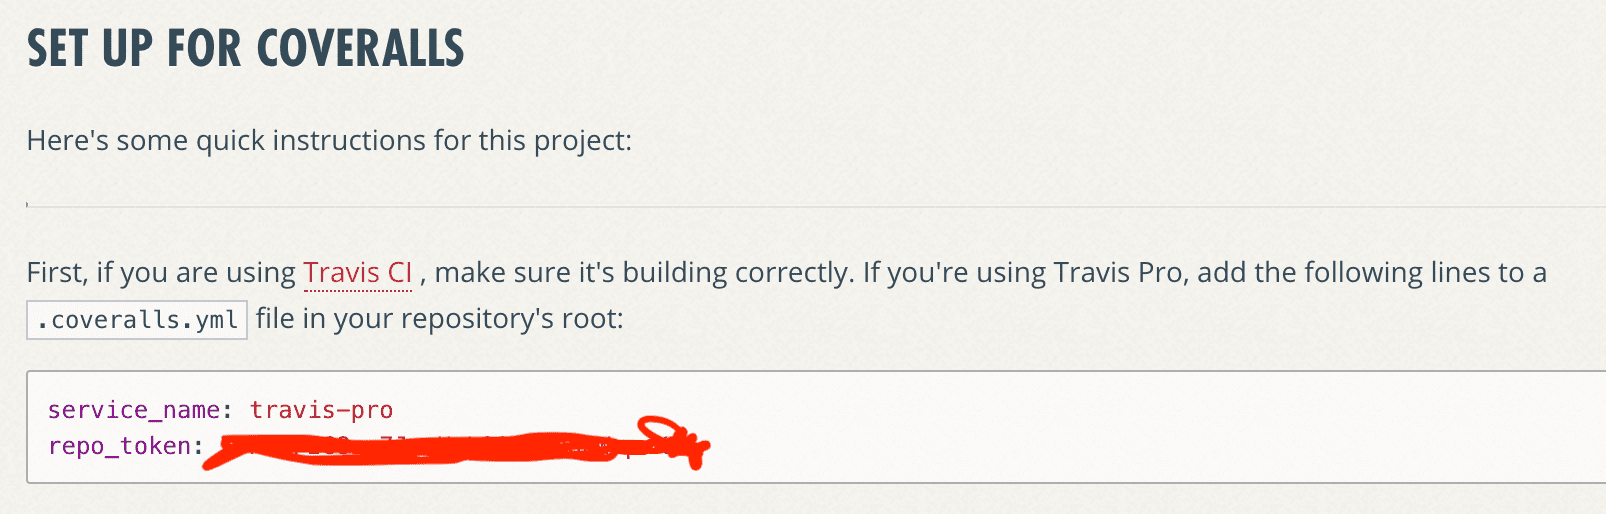 SET UP FOR COVERALLS
Here's some quick instructions for this project:
First, if you are using Travis CI , make sure it's building correctly. If you're using Travis Pro, add the following lines to a
.coveralls.yml file in your repository's root:
service_name: travis-pro
repo_token: